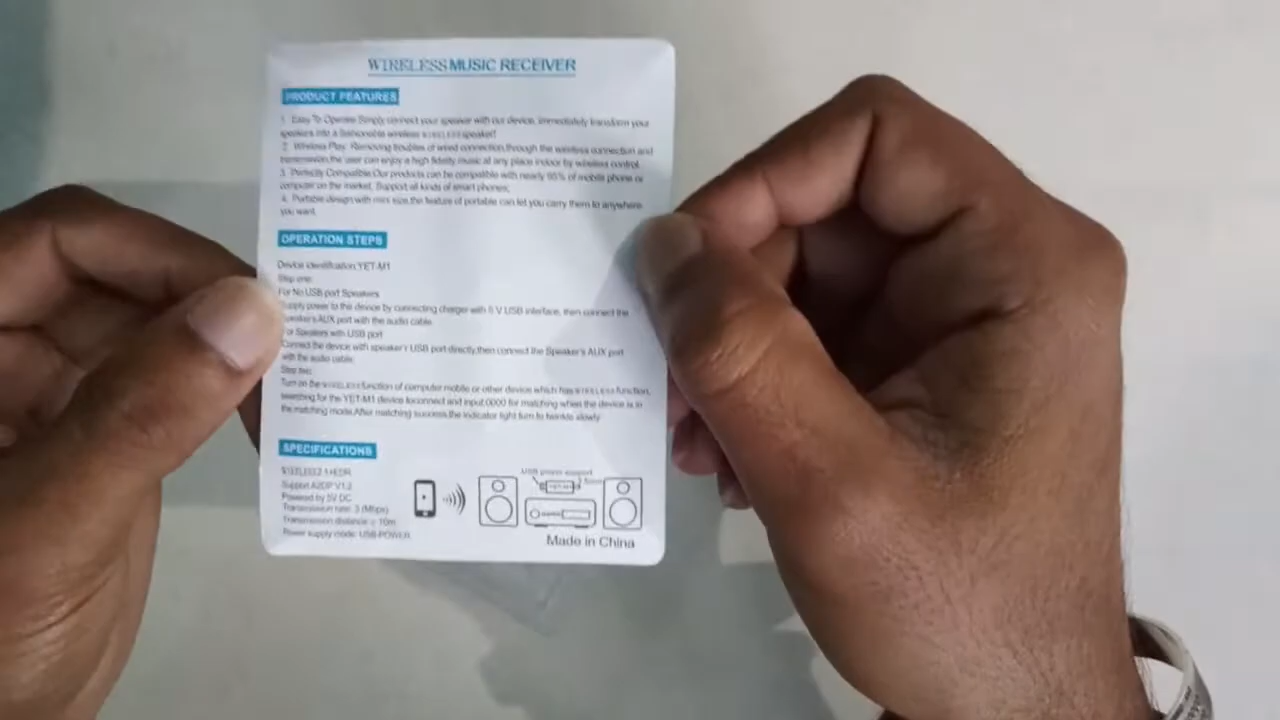 WIRELESS MUSIC RECEIVER
PRODUCT FEATURES
1. Easy To Operate Simply connect your speaker with our device, immediately transform your
speakers into a fashionable wireless WIRELESS speaker!
2. Wireless Play: Removing troubles of wired connection,through the wireless connection and
transmission,the user can enjoy a high fidelity music at any place indoor by wireless control.
3. Perfectly Compatible:Our products can be compatible with nearly 95% of mobile phone or
computer on the market. Support all kinds of smart phones;
4. Portable design with mini size,the feature of portable can let you carry them to anywhere
you want.
OPERATION STEPS
Device identification:YET-M1
Step one:
For No USB port Speakers
Supply power to the device by connecting charger with 5 V USB interface, then connect the
Speaker's AUX port with the audio cable.
For Speakers with USB port
Connect the device with speaker's USB port directly,then connect the Speaker's AUX port
with the audio cable.
Step two:
Turn on the WIRELESS function of computer mobile or other device which has WIRELESS function,
searching for the YET-M1 device toconnect and input 0000 for matching when the device is in
the matching mode.After matching success,the indicator light turn to twinkle slowly
SPECIFICATIONS
Support A2DP V1.2
Powered by 5V DC
Transmission rate: 3 (Mbps)
Transmission distance: ≥ 10m
Power supply mode: USB POWER
USB power support
Made in China